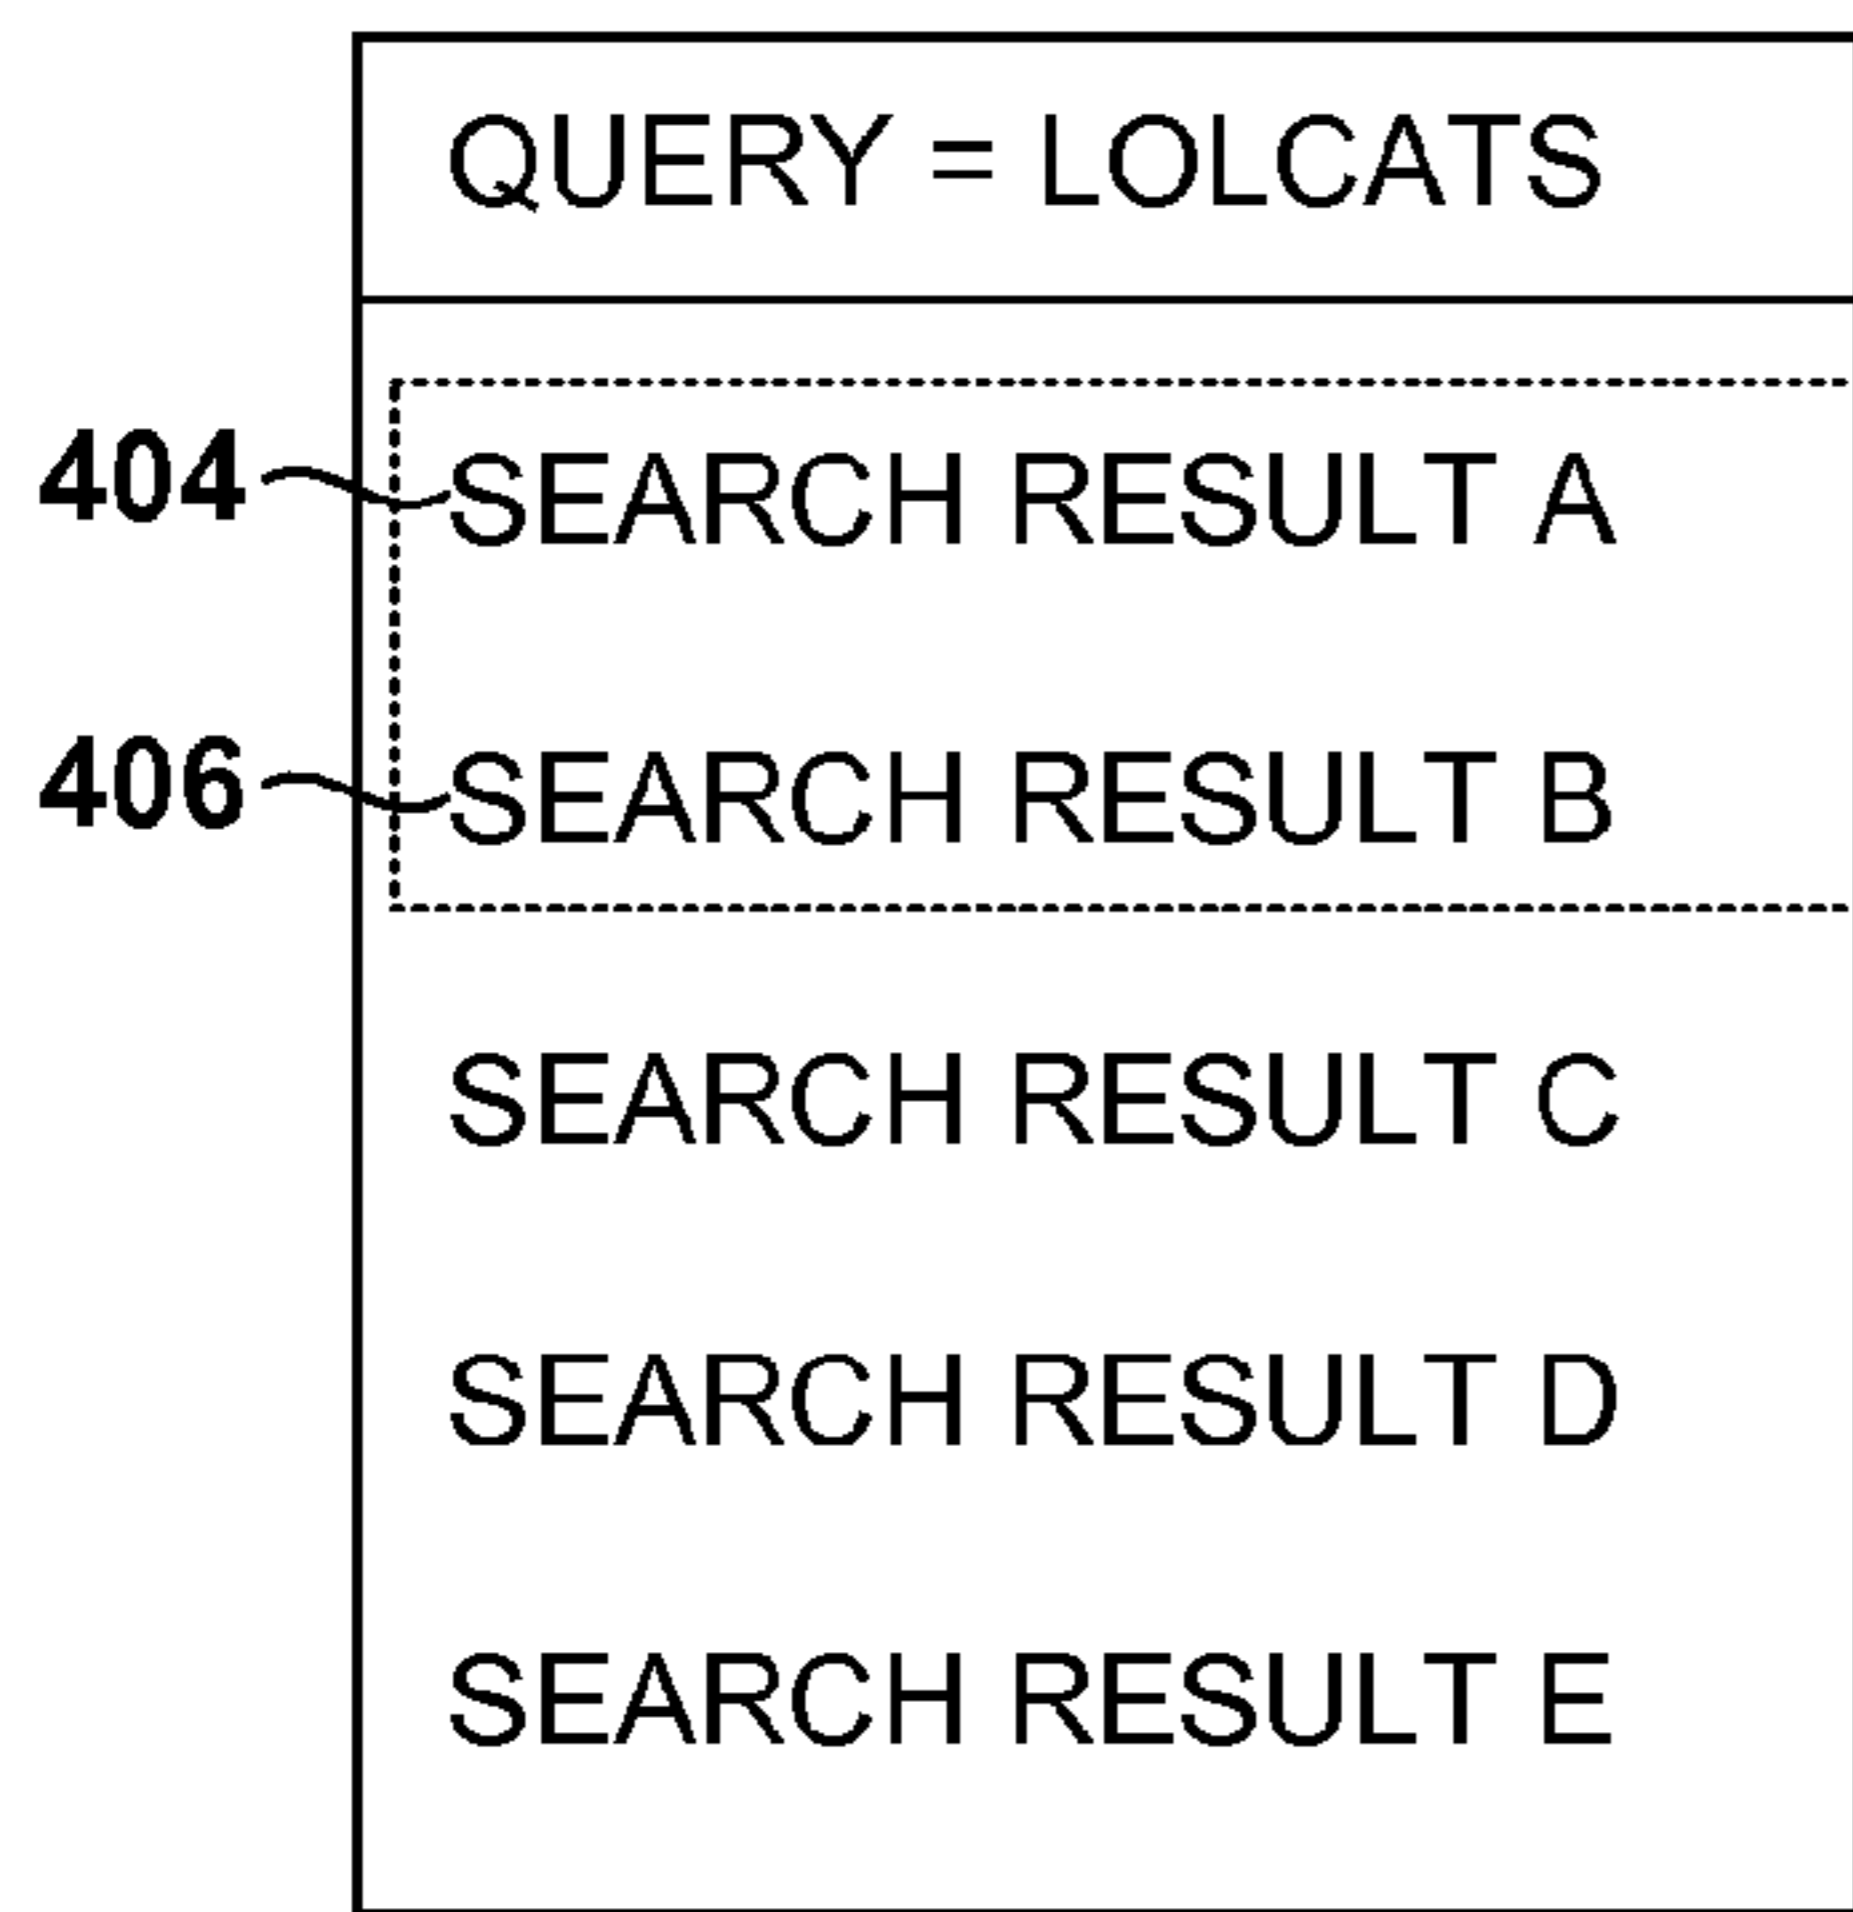 QUERY = LOLCATS
404 SEARCH RESULT A
406 SEARCH RESULT B
SEARCH RESULT C
SEARCH RESULT D
SEARCH RESULT E